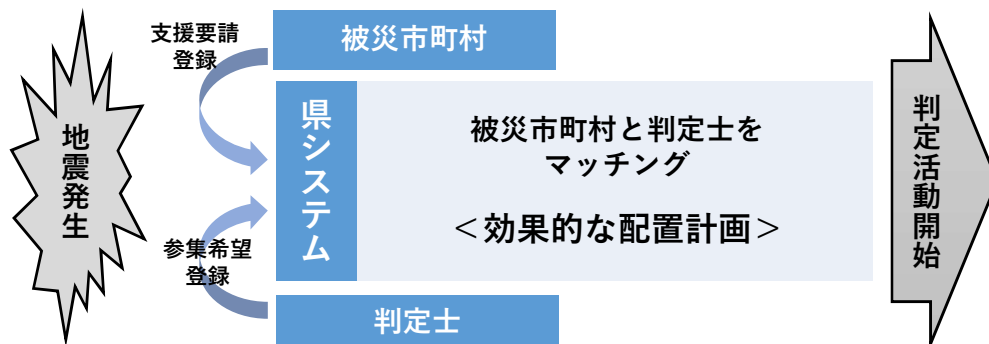 地震発生
支援要請
登録
被災市町村
県システム
被災市町村と判定士を
マッチング
＜効果的な配置計画＞
参集希望
登録
判定士
判定活動開始